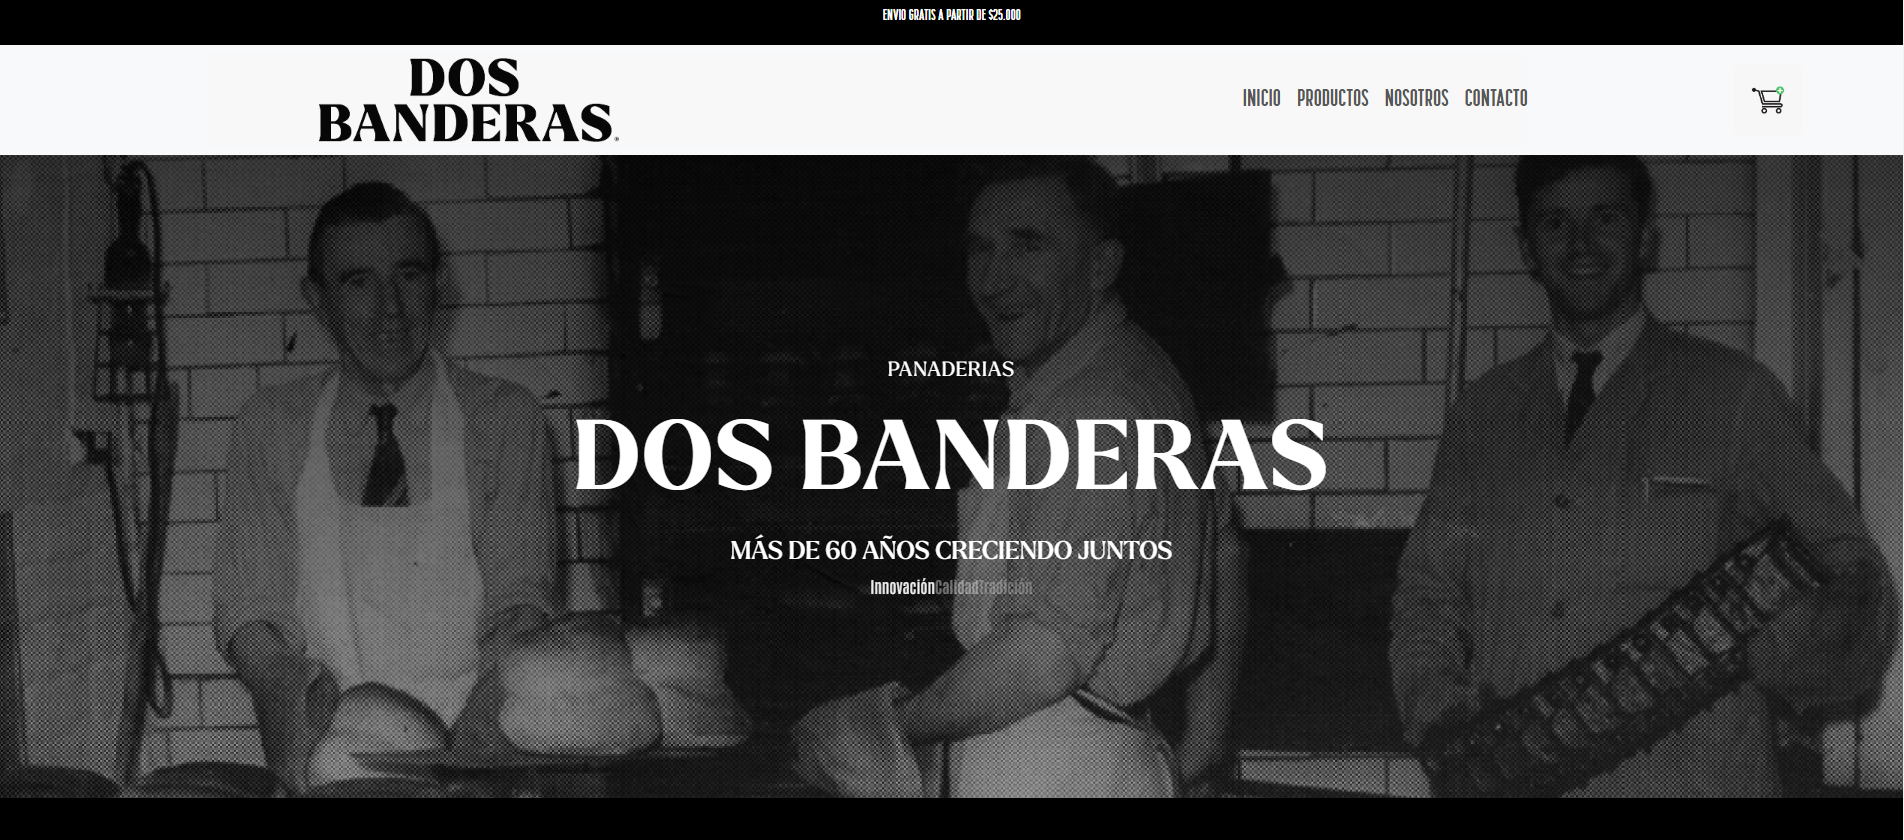 ENVIO GRATIS A PARTIR DE $25.000
DOS
BANDERAS®
INICIO PRODUCTOS NOSOTROS CONTACTO
PANADERIAS
DOS BANDERAS
MÁS DE 60 AÑOS CRECIENDO JUNTOS
InnovaciónCalidadTradición